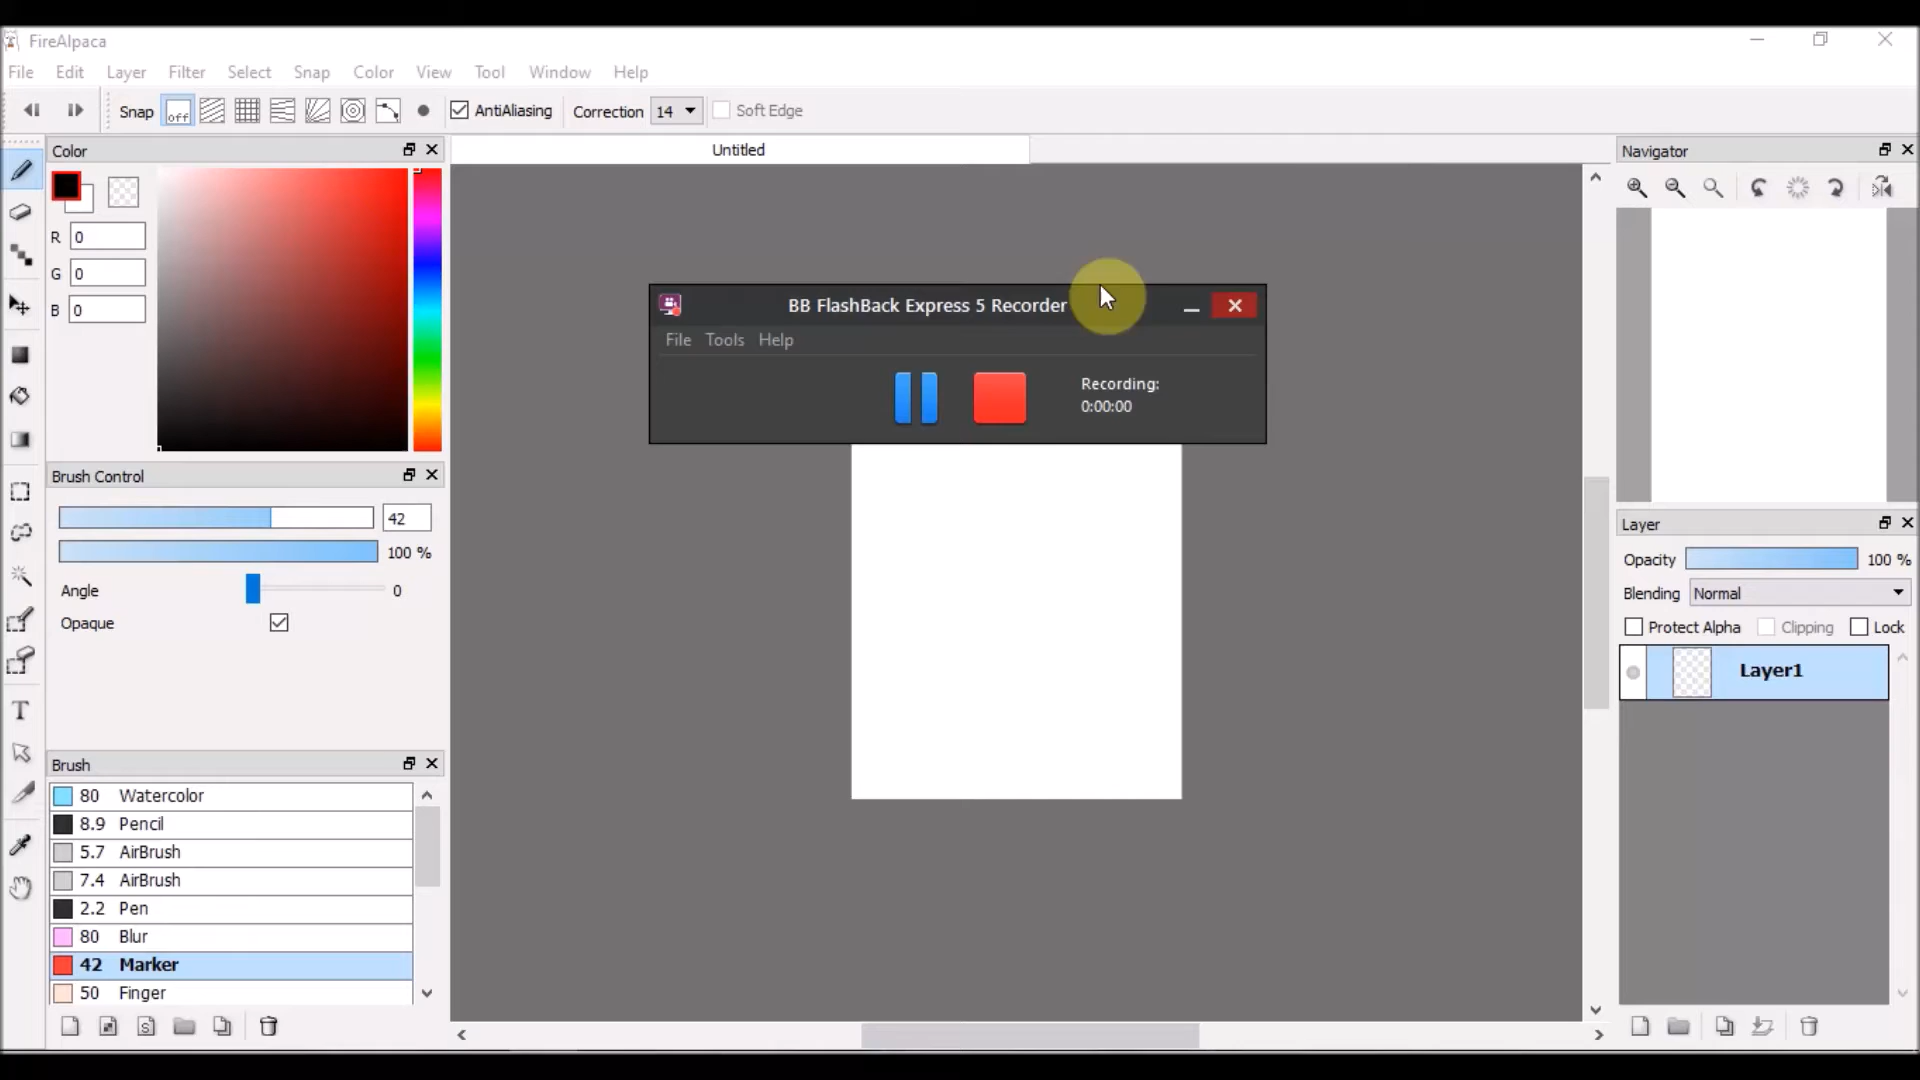 FireAlpaca
File Edit Layer Filter Select Snap Color View Tool Window Help
Snap off AntiAliasing Correction 14 Soft Edge
Color
Untitled
Navigator
R 0
G 0
B 0
BB FlashBack Express 5 Recorder
File Tools Help
Recording:
0:00:00
Brush Control
42
100 %
Angle 0
Opaque
Layer
Opacity 100 %
Blending Normal
Protect Alpha Clipping Lock
Layer1
Brush
80 Watercolor
8.9 Pencil
5.7 AirBrush
7.4 AirBrush
2.2 Pen
80 Blur
42 Marker
50 Finger